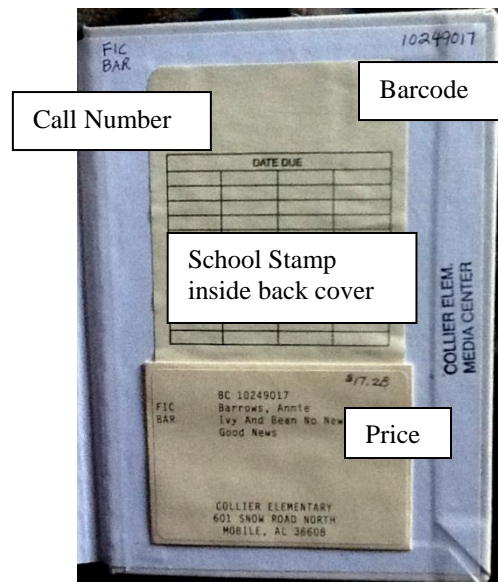 FIC
BAR
10249017
Barcode
Call Number
DATE DUE
School Stamp
inside back cover
COLLIER ELEM.
MEDIA CENTER
$17.28
BC 10249017
FIC Barrows, Annie
BAR Ivy And Bean No New
Good News
Price
COLLIER ELEMENTARY
601 SNOW ROAD NORTH
MOBILE, AL 36608